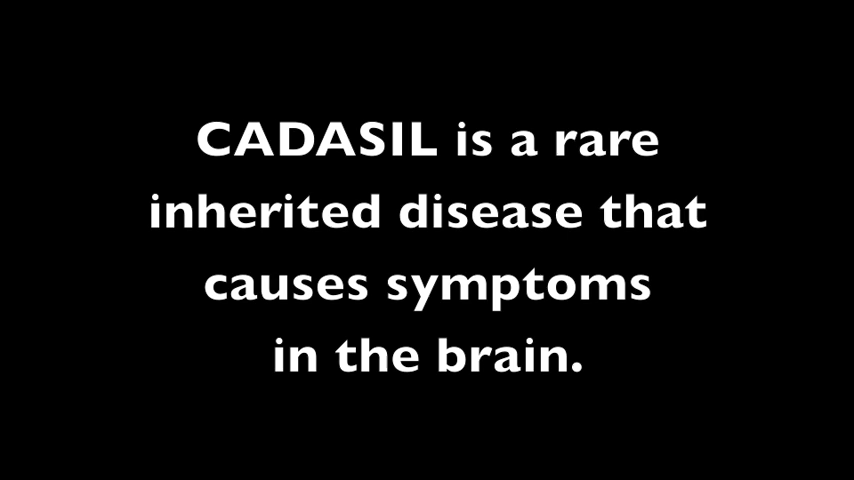 CADASIL is a rare
inherited disease that
causes symptoms
in the brain.